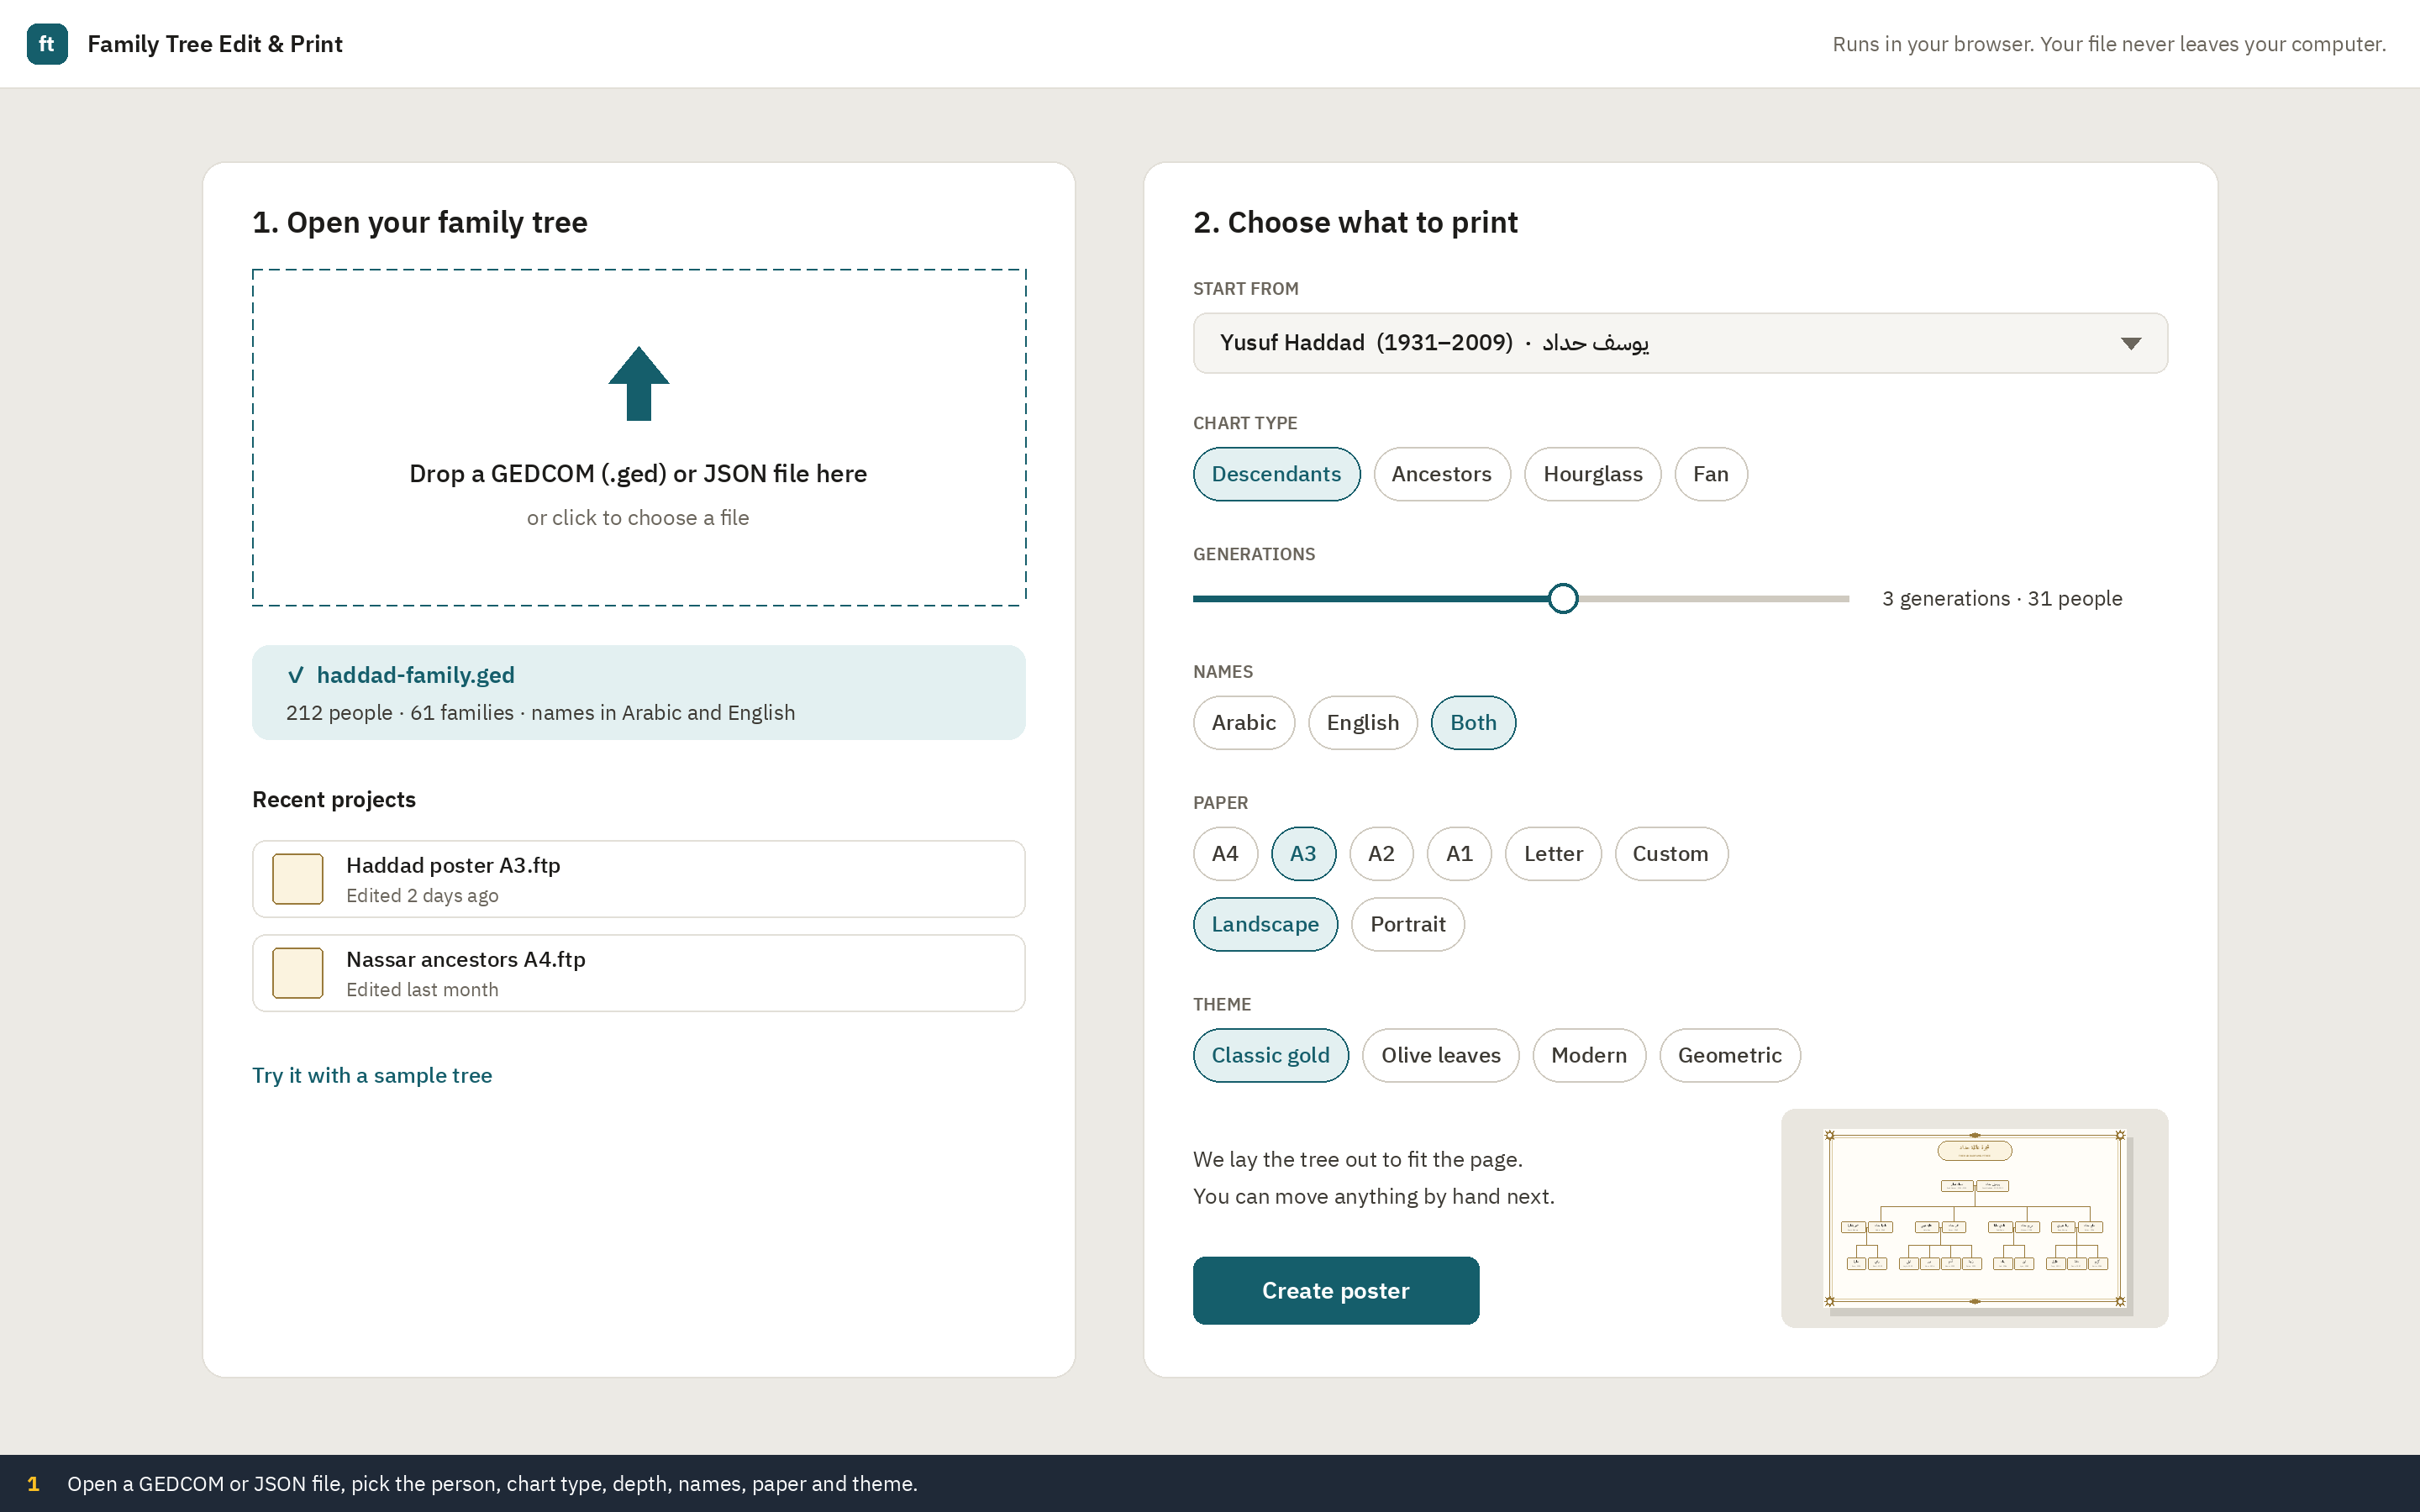 ft Family Tree Edit & Print
Runs in your browser. Your file never leaves your computer.
1. Open your family tree
Drop a GEDCOM (.ged) or JSON file here
or click to choose a file
✓ haddad-family.ged
212 people · 61 families · names in Arabic and English
Recent projects
Haddad poster A3.ftp
Edited 2 days ago
Nassar ancestors A4.ftp
Edited last month
Try it with a sample tree
2. Choose what to print
START FROM
Yusuf Haddad (1931–2009) · يوسف حداد
CHART TYPE
Descendants Ancestors Hourglass Fan
GENERATIONS
3 generations · 31 people
NAMES
Arabic English Both
PAPER
A4 A3 A2 A1 Letter Custom
Landscape Portrait
THEME
Classic gold Olive leaves Modern Geometric
We lay the tree out to fit the page.
You can move anything by hand next.
Create poster
1 Open a GEDCOM or JSON file, pick the person, chart type, depth, names, paper and theme.